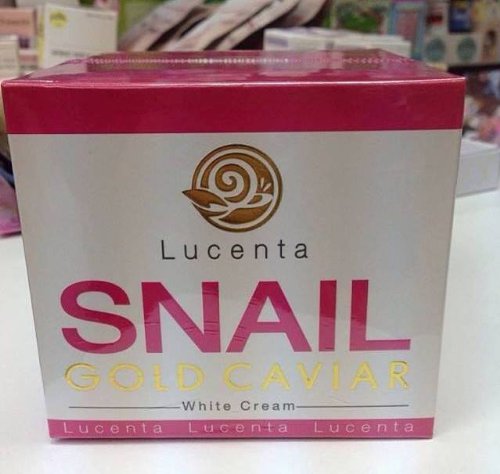 Lucenta
SNAIL
GOLD CAVIAR
White Cream
Lucenta Lucenta Lucenta